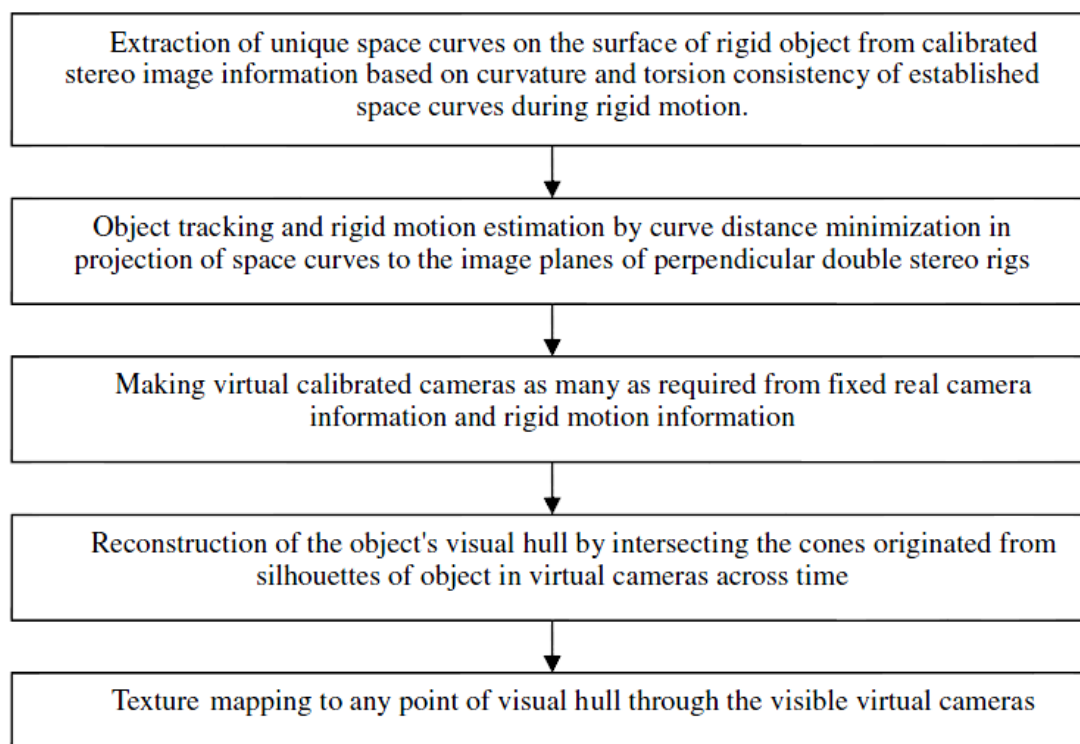 Extraction of unique space curves on the surface of rigid object from calibrated
stereo image information based on curvature and torsion consistency of established
space curves during rigid motion.
Object tracking and rigid motion estimation by curve distance minimization in
projection of space curves to the image planes of perpendicular double stereo rigs
Making virtual calibrated cameras as many as required from fixed real camera
information and rigid motion information
Reconstruction of the object's visual hull by intersecting the cones originated from
silhouettes of object in virtual cameras across time
Texture mapping to any point of visual hull through the visible virtual cameras